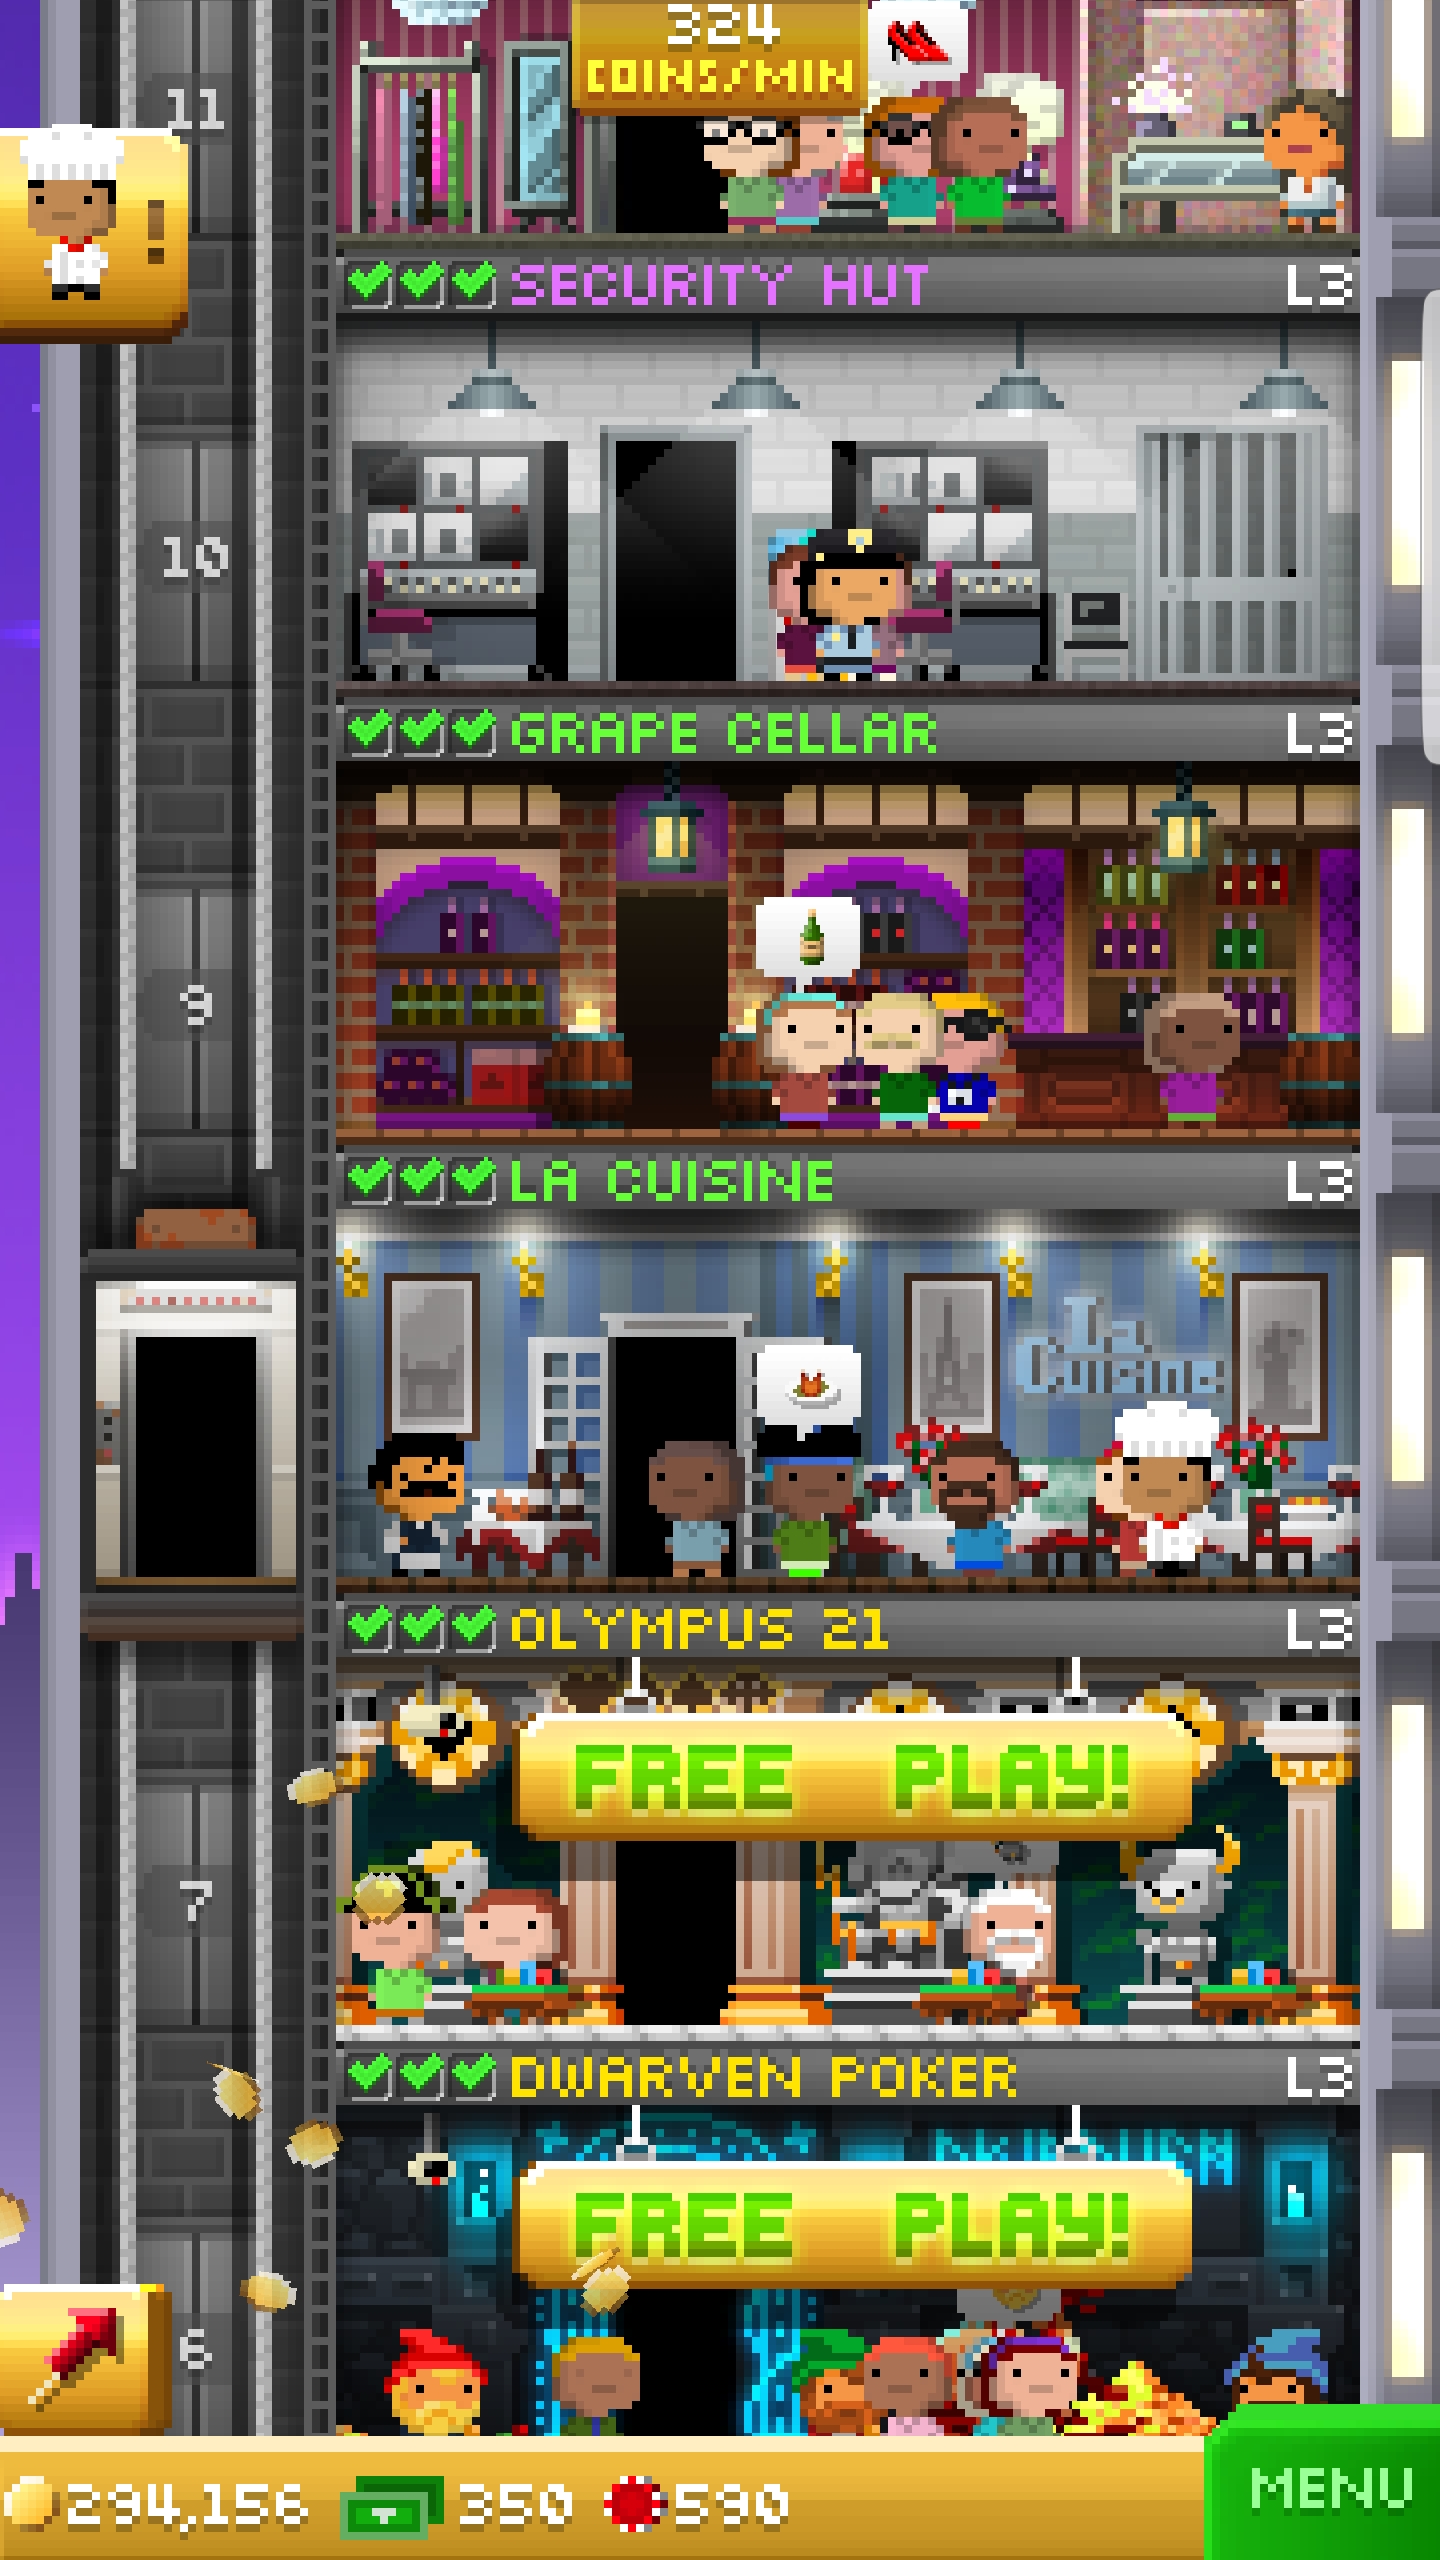 324
COINS/MIN
11
!
SECURITY HUT L3
10
GRAPE CELLAR L3
9
LA CUISINE L3
La
Cuisine
OLYMPUS 21 L3
FREE PLAY!
7
DWARVEN POKER L3
FREE PLAY!
6
294,156 350 590
MENU